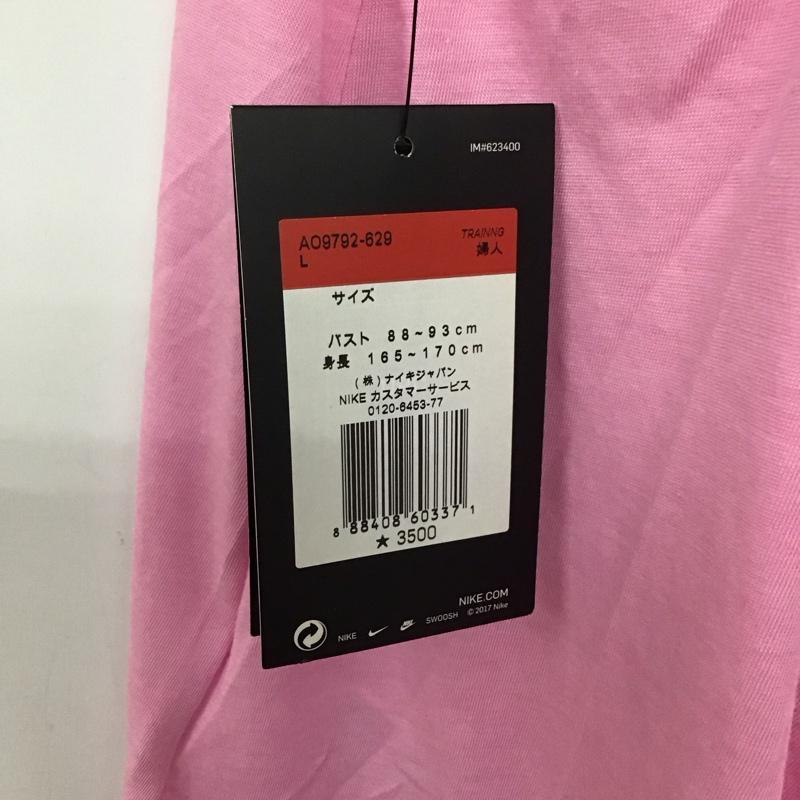 IM#623400
AO9792-629
L
TRAINNG
婦人
サイズ
バスト 88~93cm
身長 165~170cm
(株)ナイキジャパン
NIKE カスタマーサービス
0120-6453-77
8 88408 60337 1
★ 3500
NIKE.COM
© 2017 Nike
NIKE
SWOOSH